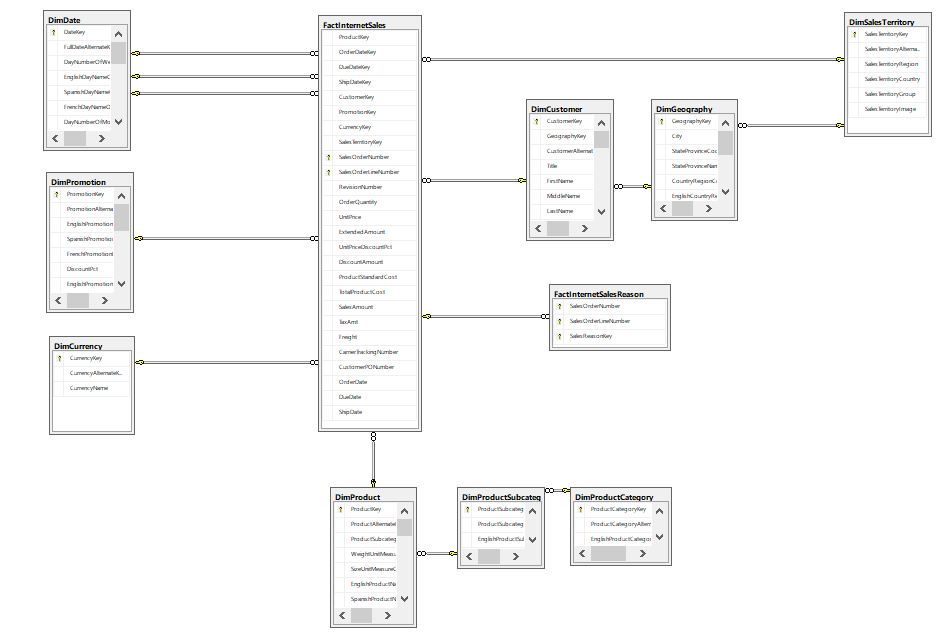 DimDate
DateKey
FullDateAlternateK
DayNumberOfWe
EnglishDayNameO
SpanishDayName
FrenchDayNameO
DayNumberOfMo
DimPromotion
PromotionKey
PromotionAlterna
EnglishPromotion
SpanishPromotion
FrenchPromotion
DiscountPct
EnglishPromotion
DimCurrency
CurrencyKey
CurrencyAlternateK...
CurrencyName
FactInternetSales
ProductKey
OrderDateKey
DueDateKey
ShipDateKey
CustomerKey
PromotionKey
CurrencyKey
SalesTerritoryKey
SalesOrderNumber
SalesOrderLineNumber
RevisionNumber
OrderQuantity
UnitPrice
ExtendedAmount
UnitPriceDiscountPct
DiscountAmount
ProductStandardCost
TotalProductCost
SalesAmount
TaxAmt
Freight
CarrierTrackingNumber
CustomerPONumber
OrderDate
DueDate
ShipDate
DimCustomer
CustomerKey
GeographyKey
CustomerAlternat
Title
FirstName
MiddleName
LastName
DimGeography
GeographyKey
City
StateProvinceCod
StateProvinceNam
CountryRegionCo
EnglishCountryRe
DimSalesTerritory
SalesTerritoryKey
SalesTerritoryAlterna...
SalesTerritoryRegion
SalesTerritoryCountry
SalesTerritoryGroup
SalesTerritoryImage
FactInternetSalesReason
SalesOrderNumber
SalesOrderLineNumber
SalesReasonKey
DimProduct
ProductKey
ProductAlternateK
ProductSubcateg
WeightUnitMeasu
SizeUnitMeasureC
EnglishProductNa
SpanishProductN
DimProductSubcateg
ProductSubcateg
ProductSubcateg
EnglishProductSu
DimProductCategory
ProductCategoryKey
ProductCategoryAltern
EnglishProductCategor